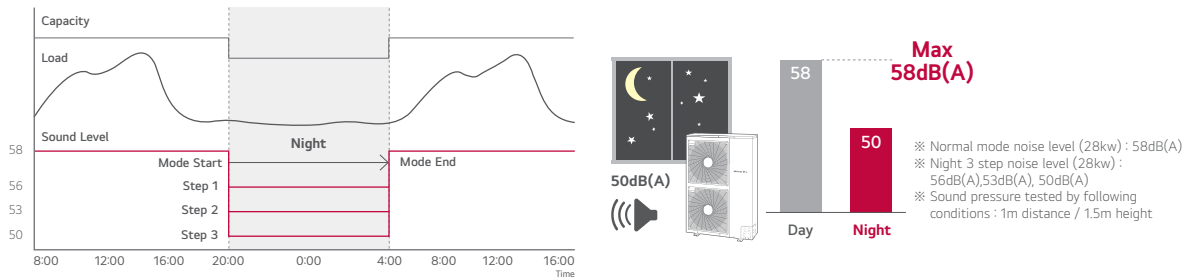 Capacity
Load
Sound Level
58
Night
Mode Start
Mode End
56
Step 1
53
Step 2
50
Step 3
8:00 12:00 16:00 20:00 0:00 4:00 8:00 12:00 16:00
Time
50dB(A)
Max
58dB(A)
58
50
Day
Night
※ Normal mode noise level (28kw) : 58dB(A)
※ Night 3 step noise level (28kw) :
56dB(A),53dB(A), 50dB(A)
※ Sound pressure tested by following
conditions : 1m distance / 1.5m height